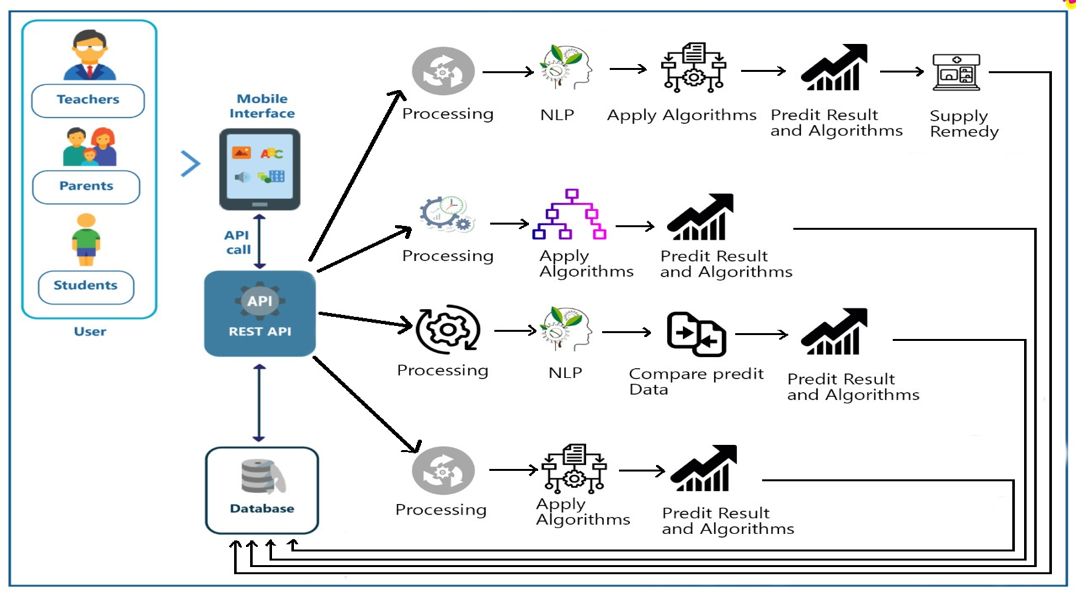 Teachers
Parents
Students
User
Mobile
Interface
ABC
API
call
API
REST API
Database
Processing
NLP
Apply Algorithms
Predit Result
and Algorithms
Supply
Remedy
Processing
Apply
Algorithms
Predit Result
and Algorithms
Processing
NLP
Compare predit
Data
Predit Result
and Algorithms
Processing
Apply
Algorithms
Predit Result
and Algorithms